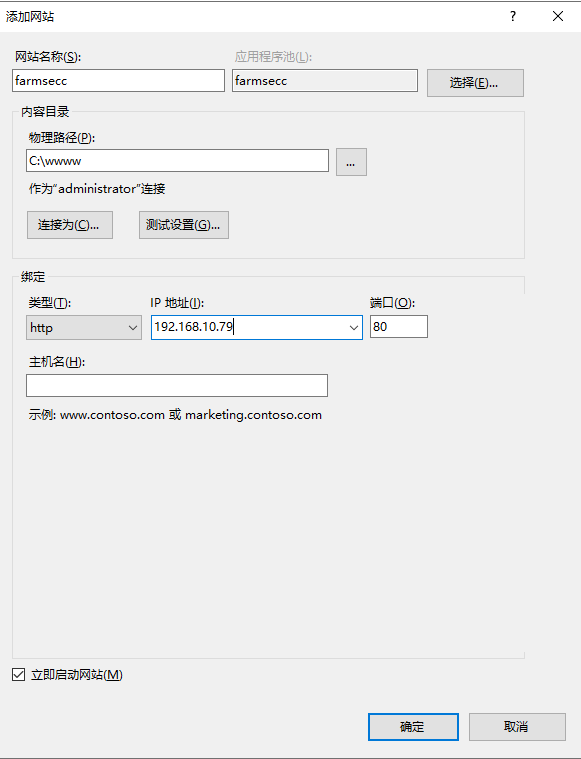 添加网站 ?
网站名称(S): 应用程序池(L):
farmsecc farmsecc 选择(E)...
内容目录
物理路径(P):
C:\wwww ...
作为“administrator”连接
连接为(C)... 测试设置(G)...
绑定
类型(T): IP 地址(I): 端口(O):
http 192.168.10.79 80
主机名(H):
示例: www.contoso.com 或 marketing.contoso.com
立即启动网站(M)
确定 取消